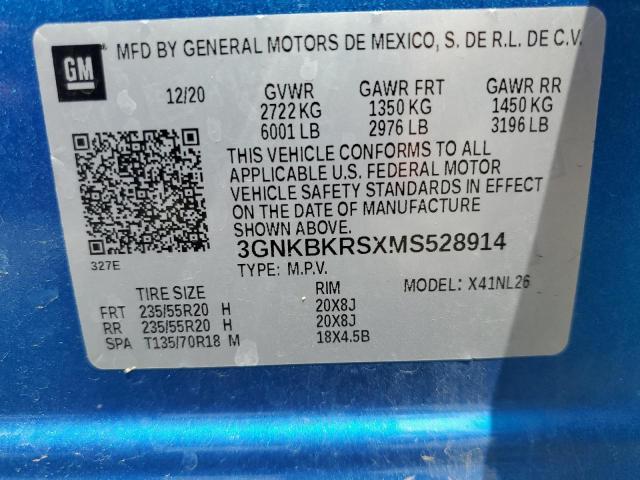 GM MFD BY GENERAL MOTORS DE MEXICO, S. DE R.L. DE C.V.
12/20 GVWR GAWR FRT GAWR RR
2722 KG 1350 KG 1450 KG
6001 LB 2976 LB 3196 LB
THIS VEHICLE CONFORMS TO ALL
APPLICABLE U.S. FEDERAL MOTOR
VEHICLE SAFETY STANDARDS IN EFFECT
ON THE DATE OF MANUFACTURE
SHOWN ABOVE.
3GNKBKRSXMS528914
327E
TYPE: M.P.V. MODEL: X41NL26
TIRE SIZE RIM
FRT 235/55R20 H 20X8J
RR 235/55R20 H 20X8J
SPA T135/70R18 M 18X4.5B